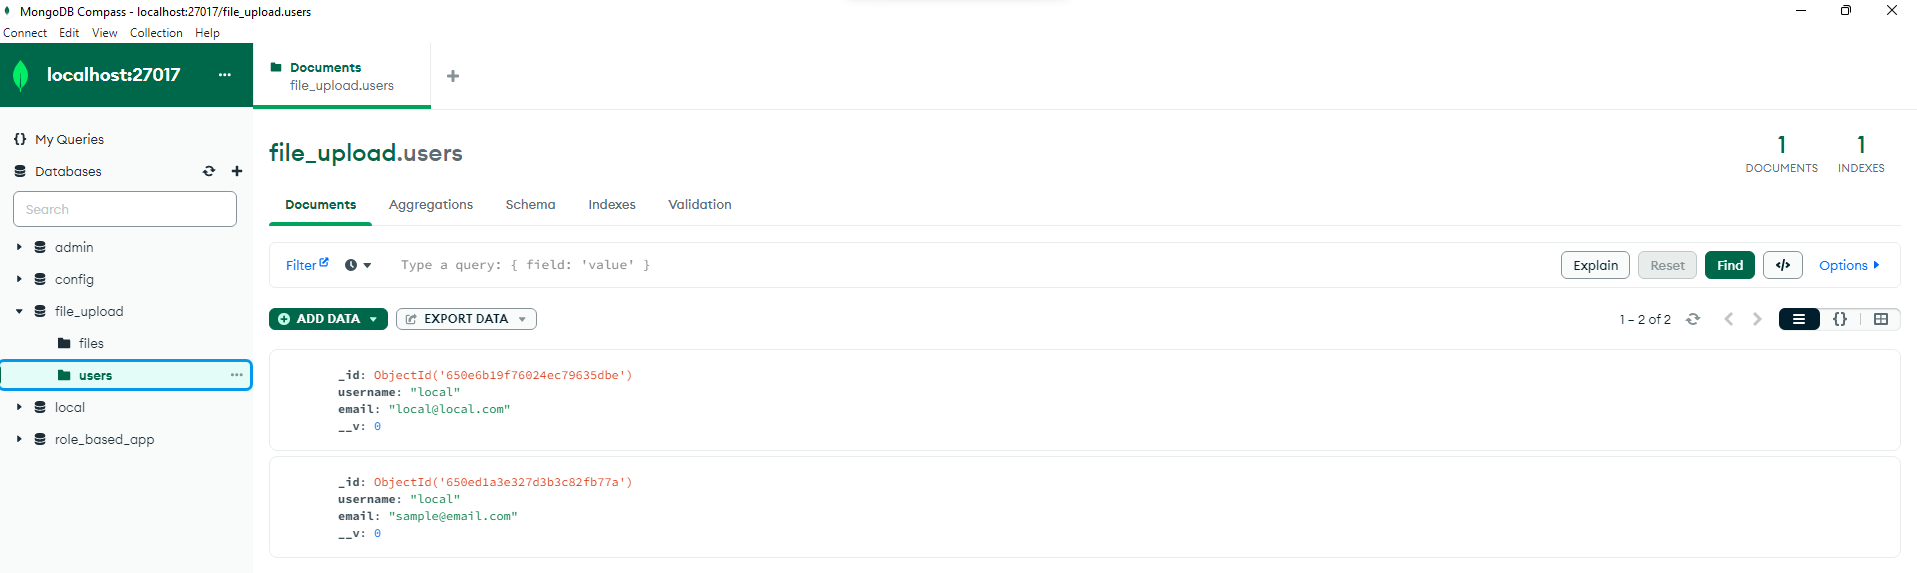 MongoDB Compass - localhost:27017/file_upload.users
Connect Edit View Collection Help
localhost:27017 ...
Documents
file_upload.users
My Queries
Databases
Search
admin
config
file_upload
files
users ...
local
role_based_app
file_upload.users
1 DOCUMENTS
1 INDEXES
Documents Aggregations Schema Indexes Validation
Filter Type a query: { field: 'value' } Explain Reset Find </> Options
ADD DATA EXPORT DATA 1 – 2 of 2 {}
_id: ObjectId('650e6b19f76024ec79635dbe')
username: "local"
email: "local@local.com"
__v: 0
_id: ObjectId('650ed1a3e327d3b3c82fb77a')
username: "local"
email: "sample@email.com"
__v: 0